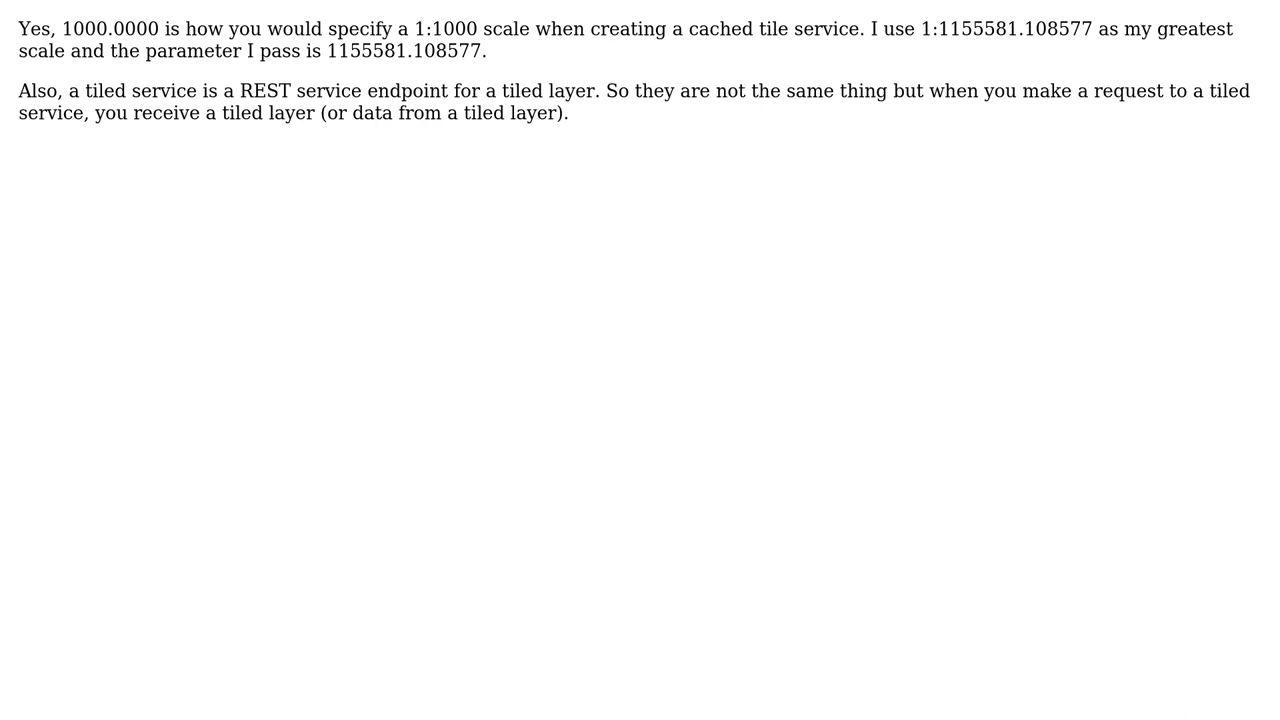 Yes, 1000.0000 is how you would specify a 1:1000 scale when creating a cached tile service. I use 1:1155581.108577 as my greatest
scale and the parameter I pass is 1155581.108577.
Also, a tiled service is a REST service endpoint for a tiled layer. So they are not the same thing but when you make a request to a tiled
service, you receive a tiled layer (or data from a tiled layer).